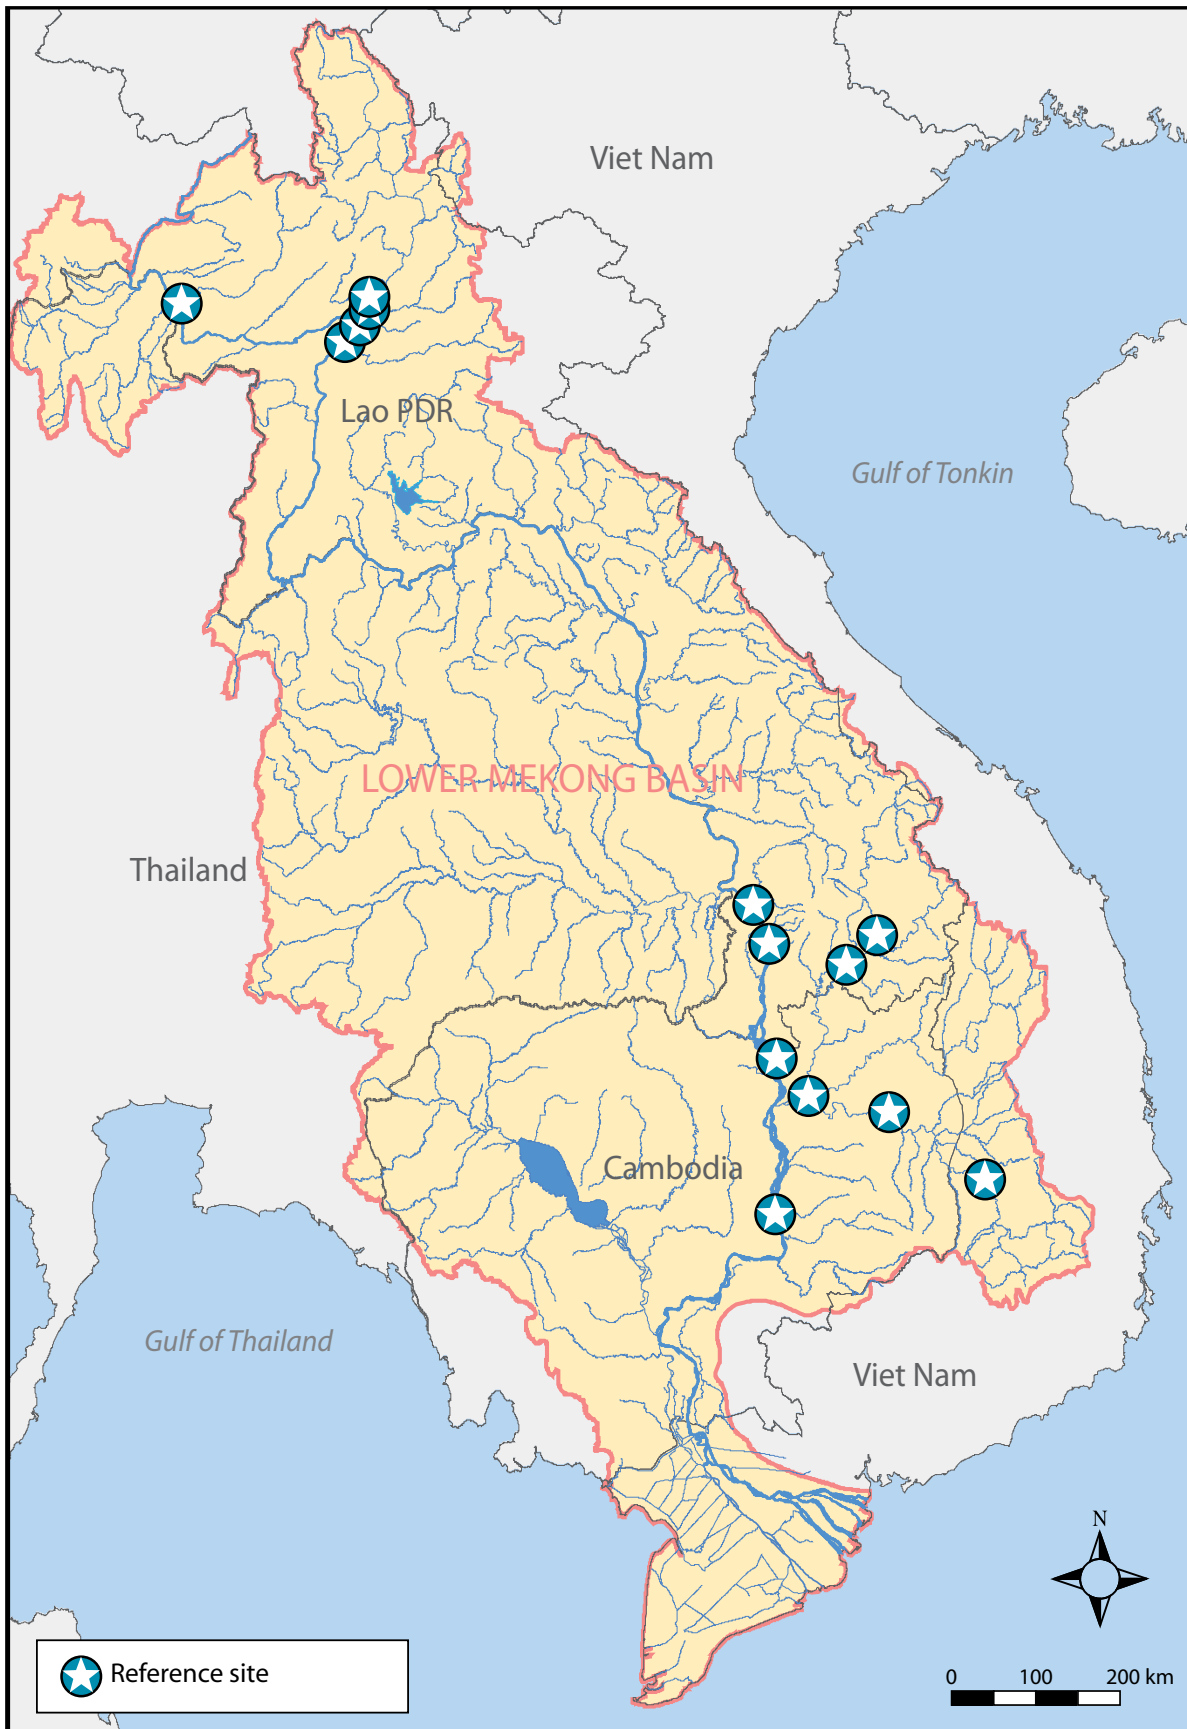 Viet Nam
Lao PDR
Gulf of Tonkin
LOWER MEKONG BASIN
Thailand
Cambodia
Gulf of Thailand
Viet Nam
N
Reference site
0 100 200 km